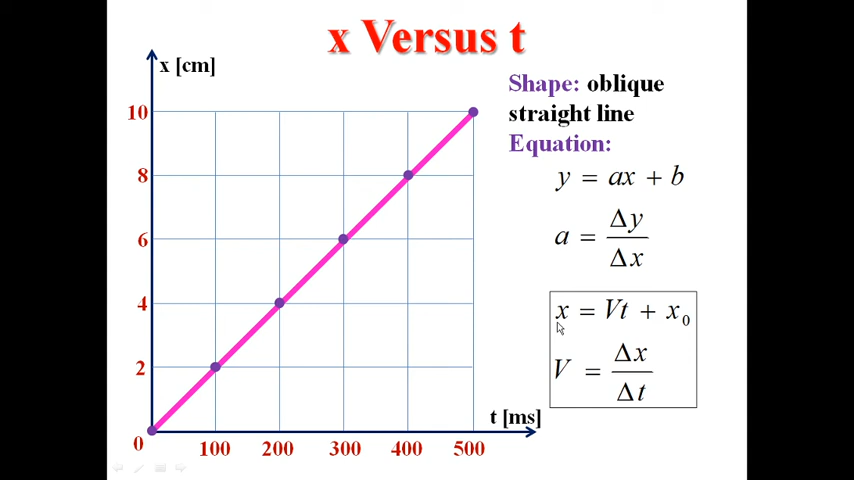 x Versus t
x [cm]
10
8
6
4
2
0
100 200 300 400 500
t [ms]
Shape: oblique
straight line
Equation:
y = ax + b
a = Δy / Δx
x = Vt + x₀
V = Δx / Δt